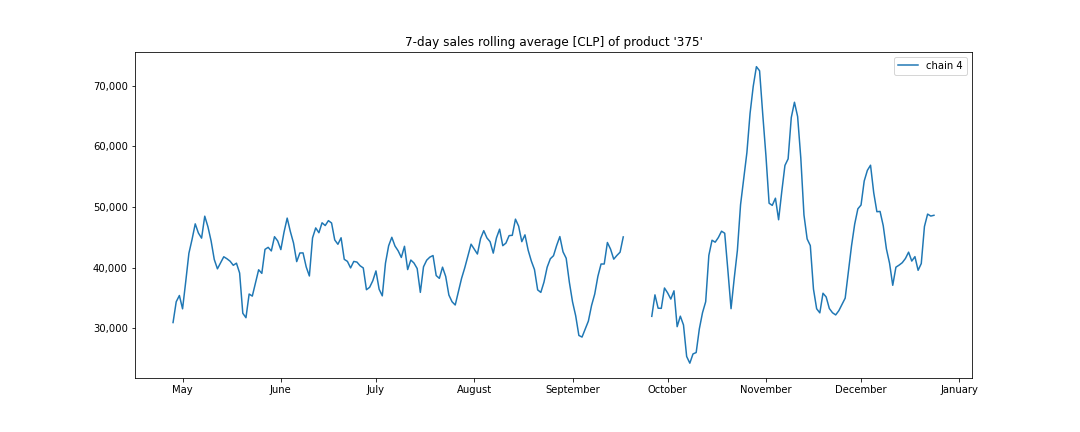 7-day sales rolling average [CLP] of product '375'
chain 4
70,000
60,000
50,000
40,000
30,000
May June July August September October November December January